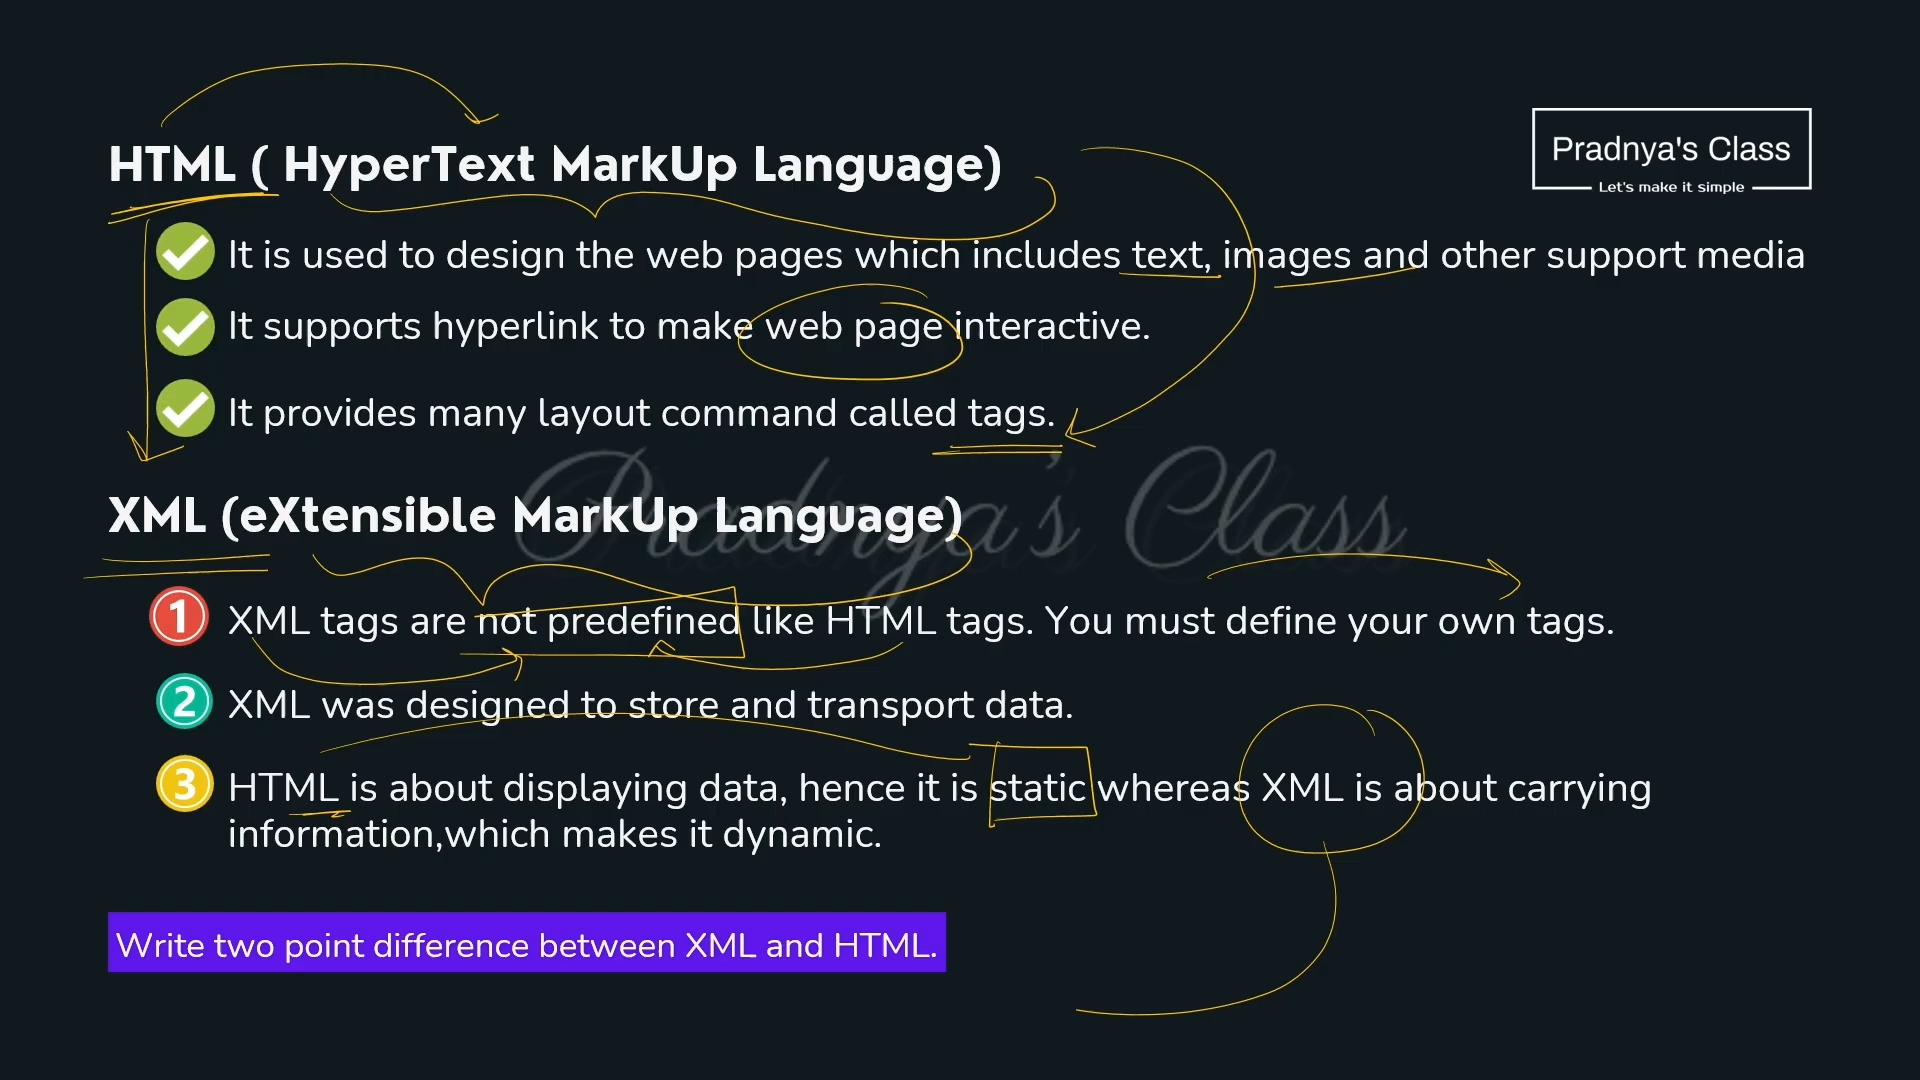 HTML ( HyperText MarkUp Language)
Pradnya's Class
Let's make it simple
It is used to design the web pages which includes text, images and other support media
It supports hyperlink to make web page interactive.
It provides many layout command called tags.
Pradnya's Class
XML (eXtensible MarkUp Language)
1 XML tags are not predefined like HTML tags. You must define your own tags.
2 XML was designed to store and transport data.
3 HTML is about displaying data, hence it is static whereas XML is about carrying
information,which makes it dynamic.
Write two point difference between XML and HTML.